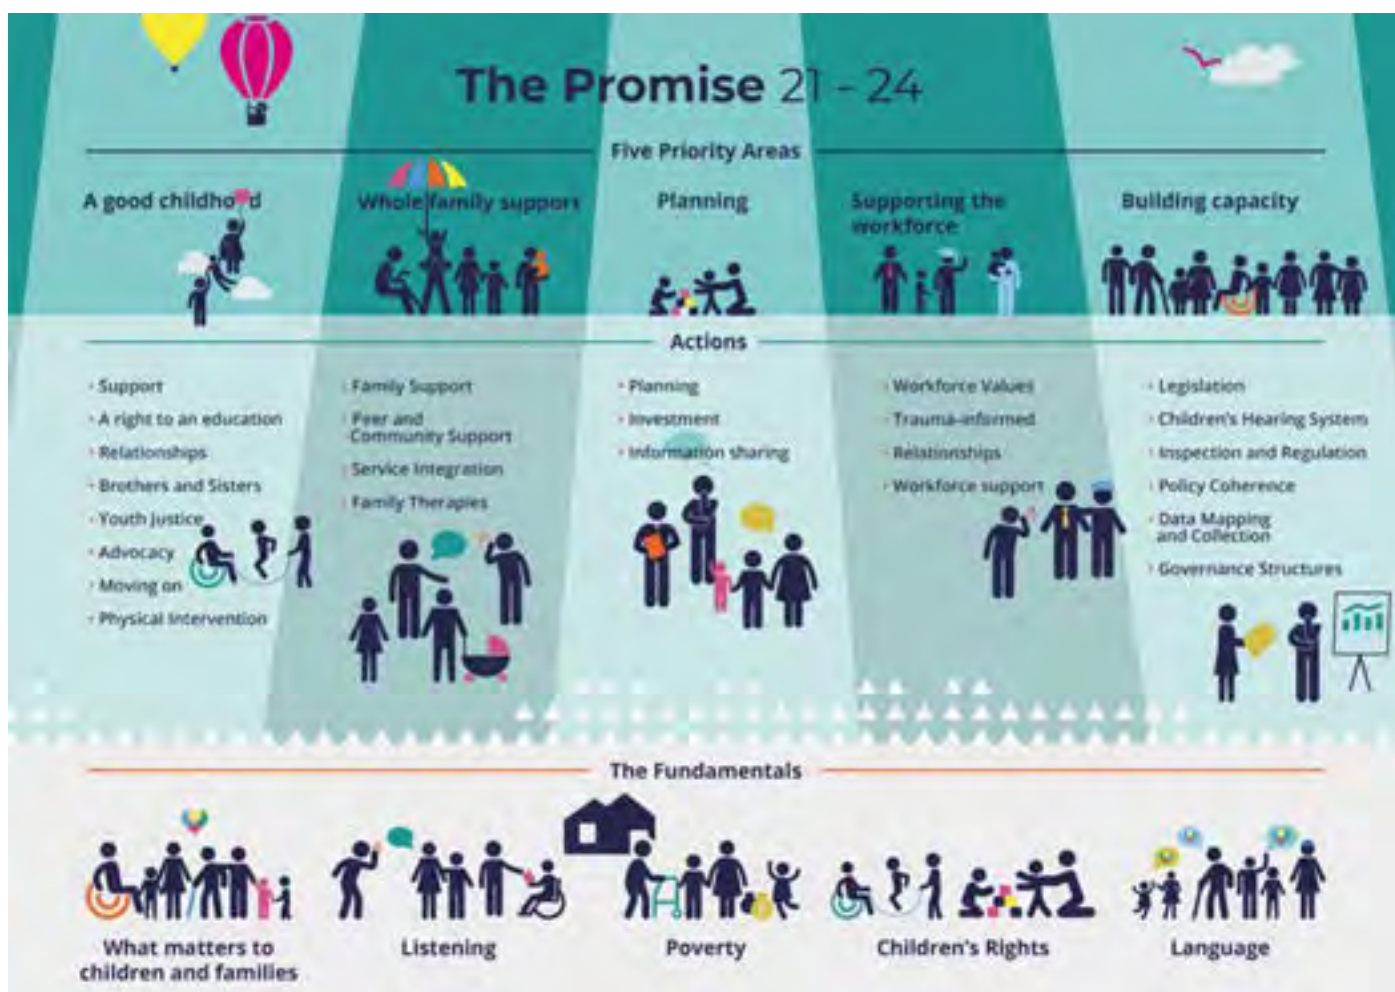 The Promise 21 - 24
Five Priority Areas
A good childhood
Whole family support
Planning
Supporting the
workforce
Building capacity
Actions
Support
A right to an education
Relationships
Brothers and Sisters
Youth Justice
Advocacy
Moving on
Physical Intervention
Family Support
Peer and
Community Support
Service Integration
Family Therapies
Planning
Investment
Information sharing
Workforce Values
Trauma-informed
Relationships
Workforce support
Legislation
Children's Hearing System
Inspection and Regulation
Policy Coherence
Data Mapping
and Collection
Governance Structures
The Fundamentals
What matters to
children and families
Listening
Poverty
Children's Rights
Language